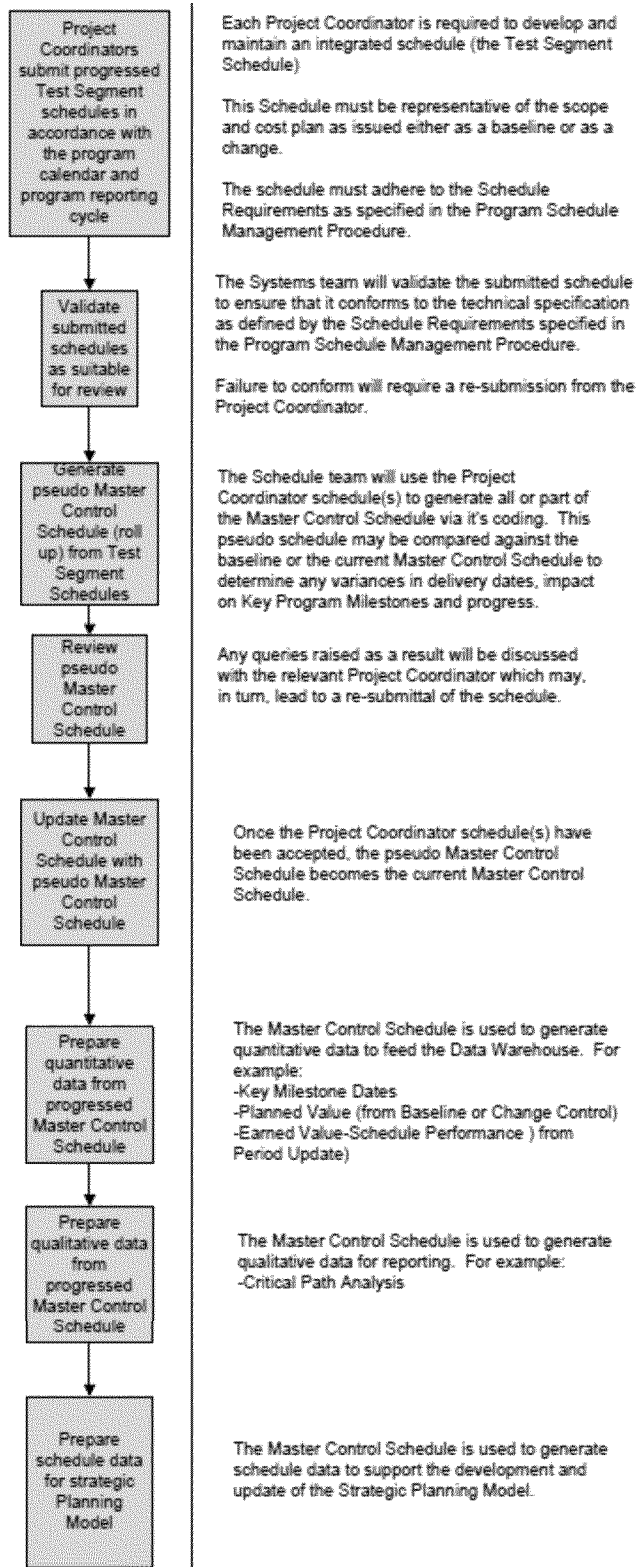 Project
Coordinators
submit progressed
Test Segment
schedules in
accordance with
the program
calendar and
program reporting
cycle
Each Project Coordinator is required to develop and
maintain an integrated schedule (the Test Segment
Schedule)
This Schedule must be representative of the scope
and cost plan as issued either as a baseline or as a
change.
The schedule must adhere to the Schedule
Requirements as specified in the Program Schedule
Management Procedure.
Validate
submitted
schedules
as suitable
for review
The Systems team will validate the submitted schedule
to ensure that it conforms to the technical specification
as defined by the Schedule Requirements specified in
the Program Schedule Management Procedure.
Failure to conform will require a re-submission from the
Project Coordinator.
Generate
pseudo Master
Control
Schedule (roll
up) from Test
Segment
Schedules
The Schedule team will use the Project
Coordinator schedule(s) to generate all or part of
the Master Control Schedule via it's coding. This
pseudo schedule may be compared against the
baseline or the current Master Control Schedule to
determine any variances in delivery dates, impact
on Key Program Milestones and progress.
Review
pseudo
Master
Control
Schedule
Any queries raised as a result will be discussed
with the relevant Project Coordinator which may,
in turn, lead to a re-submittal of the schedule.
Update Master
Control
Schedule with
pseudo Master
Control
Schedule
Once the Project Coordinator schedule(s) have
been accepted, the pseudo Master Control
Schedule becomes the current Master Control
Schedule.
Prepare
quantitative
data from
progressed
Master Control
Schedule
The Master Control Schedule is used to generate
quantitative data to feed the Data Warehouse. For
example:
-Key Milestone Dates
-Planned Value (from Baseline or Change Control)
-Earned Value-Schedule Performance ) from
Period Update)
Prepare
qualitative data
from
progressed
Master Control
Schedule
The Master Control Schedule is used to generate
qualitative data for reporting. For example:
-Critical Path Analysis
Prepare
schedule data
for strategic
Planning
Model
The Master Control Schedule is used to generate
schedule data to support the development and
update of the Strategic Planning Model.